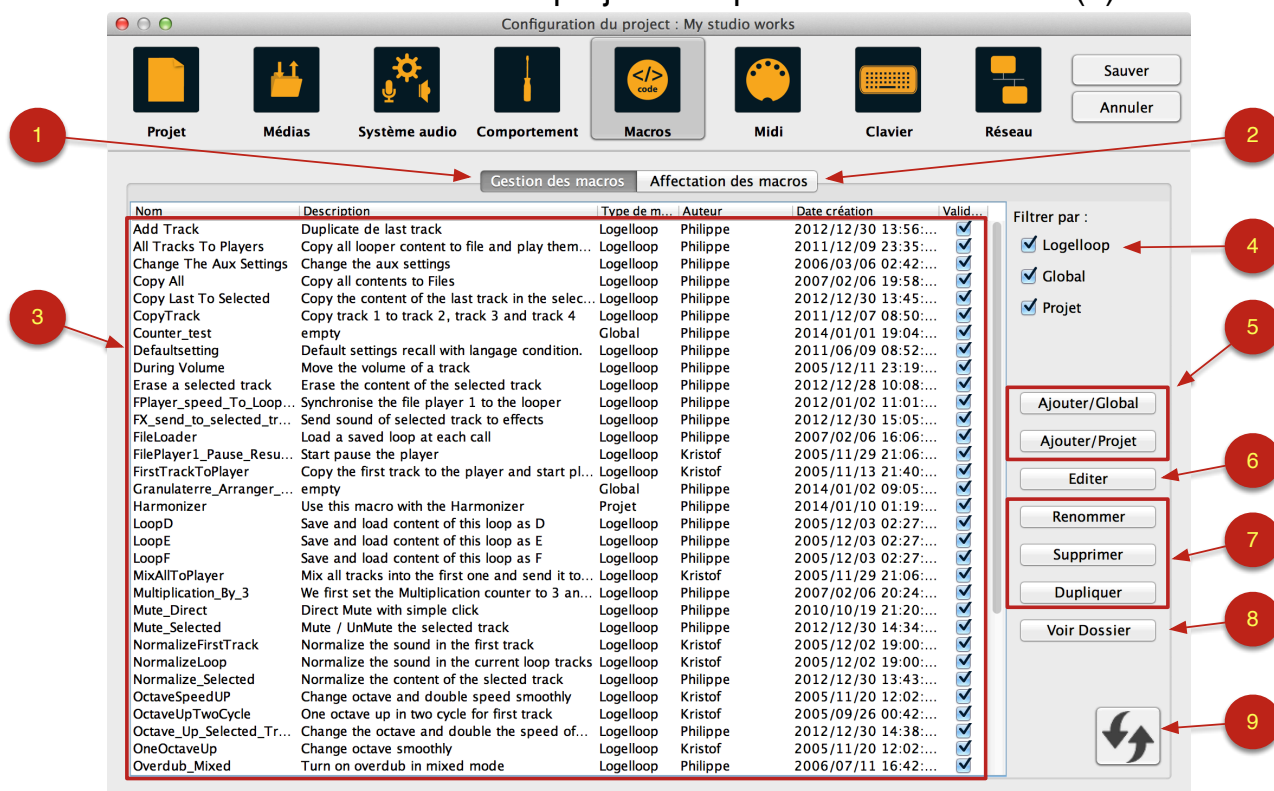 Configuration du project : My studio works
Projet Médias Système audio Comportement </> code Macros Midi Clavier Réseau Sauver Annuler
1 2
Gestion des macros Affectation des macros
Nom Description Type de m... Auteur Date création Valid... Filtrer par :
Add Track Duplicate de last track Logelloop Philippe 2012/12/30 13:56:...
All Tracks To Players Copy all looper content to file and play them... Logelloop Philippe 2011/12/09 23:35:... Logelloop 4
Change The Aux Settings Change the aux settings Logelloop Philippe 2006/03/06 02:42:...
Copy All Copy all contents to Files Logelloop Philippe 2007/02/06 19:58:... Global
Copy Last To Selected Copy the content of the last track in the selec... Logelloop Philippe 2012/12/30 13:45:...
3 CopyTrack Copy track 1 to track 2, track 3 and track 4 Logelloop Philippe 2011/12/07 08:50:... Projet
Counter_test empty Global Philippe 2014/01/01 19:04:... 5
Defaultsetting Default settings recall with langage condition. Logelloop Philippe 2011/06/09 08:52:...
During Volume Move the volume of a track Logelloop Philippe 2005/12/11 23:19:...
Erase a selected track Erase the content of the selected track Logelloop Philippe 2012/12/28 10:08:...
FPlayer_speed_To_Loop... Synchronise the file player 1 to the looper Logelloop Philippe 2012/01/02 11:01:... Ajouter/Global
FX_send_to_selected_tr... Send sound of selected track to effects Logelloop Philippe 2012/12/30 15:05:...
FileLoader Load a saved loop at each call Logelloop Philippe 2007/02/06 16:06:... Ajouter/Projet
FilePlayer1_Pause_Resu... Start pause the player Logelloop Kristof 2005/11/29 21:06:... 6
FirstTrackToPlayer Copy the first track to the player and start pl... Logelloop Kristof 2005/11/13 21:40:... Editer
Granulaterre_Arranger_... empty Global Philippe 2014/01/02 09:05:...
Harmonizer Use this macro with the Harmonizer Projet Philippe 2014/01/10 01:19:... Renommer
LoopD Save and load content of this loop as D Logelloop Philippe 2005/12/03 02:27:...
LoopE Save and load content of this loop as E Logelloop Philippe 2005/12/03 02:27:... 7
LoopF Save and load content of this loop as F Logelloop Philippe 2005/12/03 02:27:... Supprimer
MixAllToPlayer Mix all tracks into the first one and send it to... Logelloop Kristof 2005/11/29 21:06:...
Multiplication_By_3 We first set the Multiplication counter to 3 an... Logelloop Philippe 2007/02/06 20:24:... Dupliquer
Mute_Direct Direct Mute with simple click Logelloop Philippe 2010/10/19 21:20:... 8
Mute_Selected Mute / UnMute the selected track Logelloop Philippe 2012/12/30 14:34:... Voir Dossier
NormalizeFirstTrack Normalize the sound in the first track Logelloop Kristof 2005/12/02 19:00:...
NormalizeLoop Normalize the sound in the current loop tracks Logelloop Kristof 2005/12/02 19:00:...
Normalize_Selected Normalize the content of the slected track Logelloop Philippe 2012/12/30 13:43:...
OctaveSpeedUP Change octave and double speed smoothly Logelloop Kristof 2005/11/20 12:02:...
OctaveUpTwoCycle One octave up in two cycle for first track Logelloop Kristof 2005/09/26 00:42:... 9
Octave_Up_Selected_Tr... Change the octave and double the speed of... Logelloop Philippe 2012/12/30 14:38:...
OneOctaveUp Change octave smoothly Logelloop Kristof 2005/11/20 12:02:...
Overdub_Mixed Turn on overdub in mixed mode Logelloop Philippe 2006/07/11 16:42:...